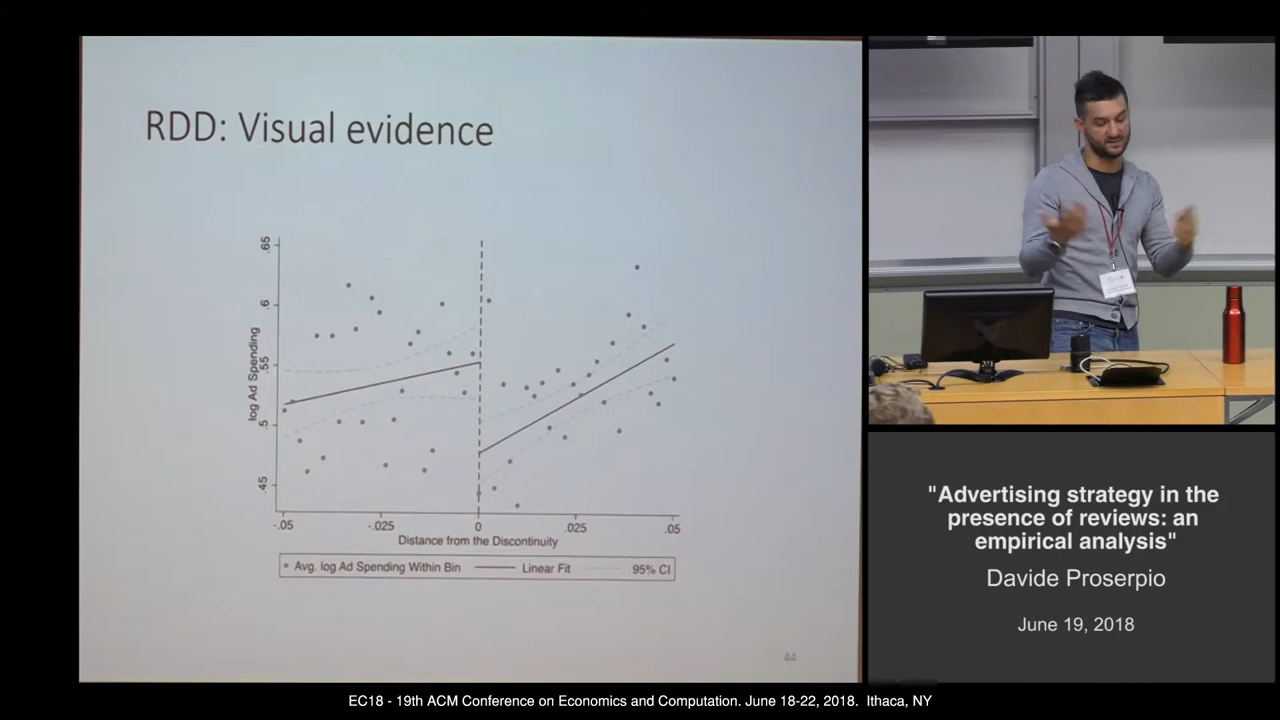 RDD: Visual evidence
log Ad Spending
.65
.6
.55
.5
.45
-.05
-.025
0
.025
.05
Distance from the Discontinuity
Avg. log Ad Spending Within Bin
Linear Fit
95% CI
44
"Advertising strategy in the
presence of reviews: an
empirical analysis"
Davide Proserpio
June 19, 2018
EC18 - 19th ACM Conference on Economics and Computation. June 18-22, 2018. Ithaca, NY